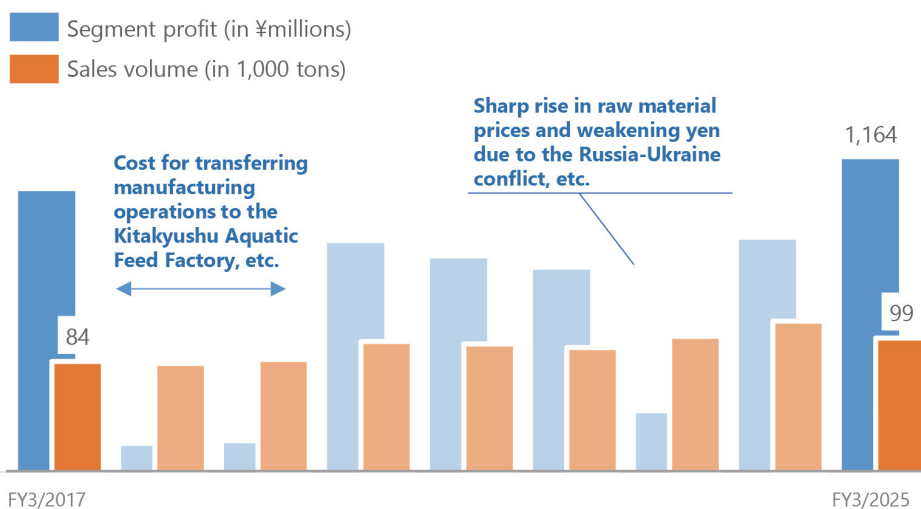 Segment profit (in ¥millions)
Sales volume (in 1,000 tons)
Sharp rise in raw material
prices and weakening yen
due to the Russia-Ukraine
conflict, etc.
1,164
Cost for transferring
manufacturing
operations to the
Kitakyushu Aquatic
Feed Factory, etc.
84
99
FY3/2017
FY3/2025